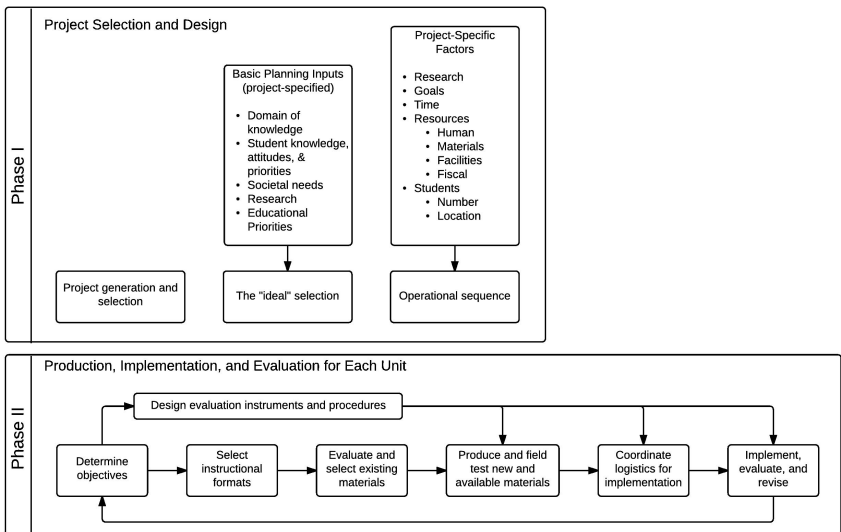 Phase I
Project Selection and Design
Basic Planning Inputs
(project-specified)
• Domain of
knowledge
• Student knowledge,
attitudes, &
priorities
• Societal needs
• Research
• Educational
Priorities
Project-Specific
Factors
• Research
• Goals
• Time
• Resources
• Human
• Materials
• Facilities
• Fiscal
• Students
• Number
• Location
Project generation and
selection
The "ideal" selection
Operational sequence
Phase II
Production, Implementation, and Evaluation for Each Unit
Design evaluation instruments and procedures
Determine
objectives
Select
instructional
formats
Evaluate and
select existing
materials
Produce and field
test new and
available materials
Coordinate
logistics for
implementation
Implement,
evaluate, and
revise